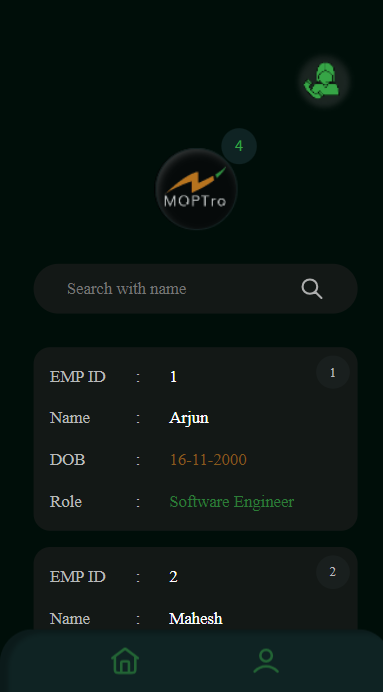 4
MOPTro
Search with name
1
EMP ID : 1
Name : Arjun
DOB : 16-11-2000
Role : Software Engineer
2
EMP ID : 2
Name : Mahesh